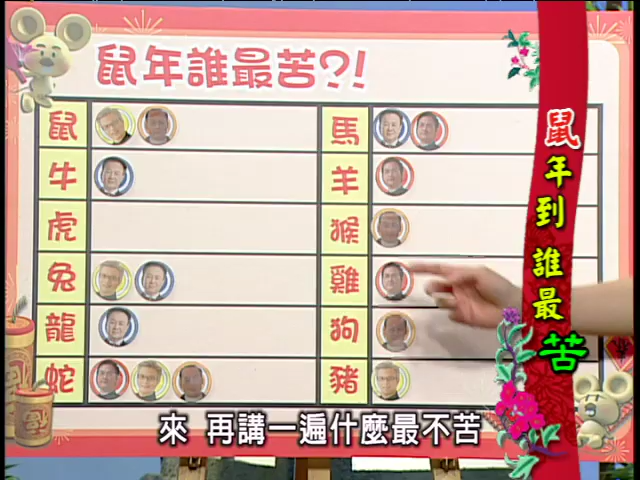 鼠年誰最苦?!
鼠
馬
牛
羊
虎
猴
兔
雞
龍
狗
蛇
豬
鼠年到 誰最苦
來 再講一遍什麼最不苦